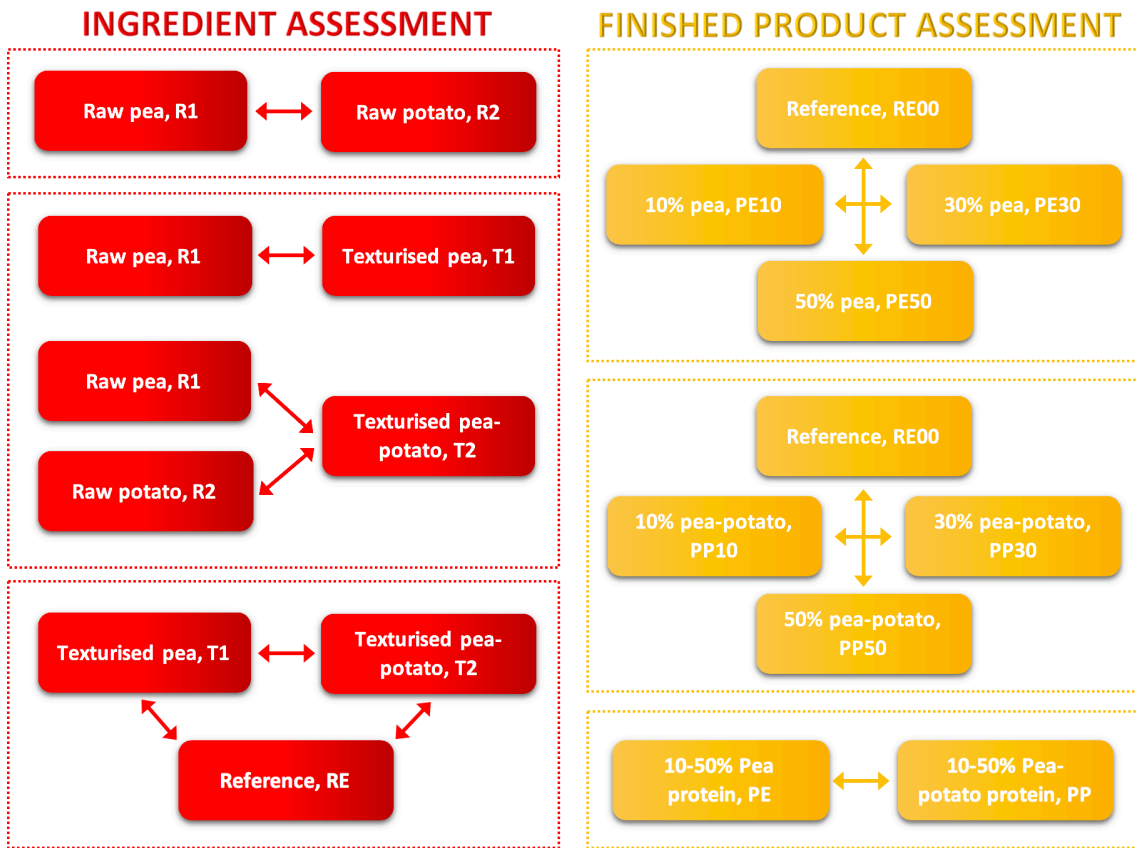 INGREDIENT ASSESSMENT
Raw pea, R1
Raw potato, R2
Raw pea, R1
Texturised pea, T1
Raw pea, R1
Texturised pea-
potato, T2
Raw potato, R2
Texturised pea, T1
Texturised pea-
potato, T2
Reference, RE
FINISHED PRODUCT ASSESSMENT
Reference, RE00
10% pea, PE10
30% pea, PE30
50% pea, PE50
Reference, RE00
10% pea-potato,
PP10
30% pea-potato,
PP30
50% pea-potato,
PP50
10-50% Pea
protein, PE
10-50% Pea-
potato protein, PP